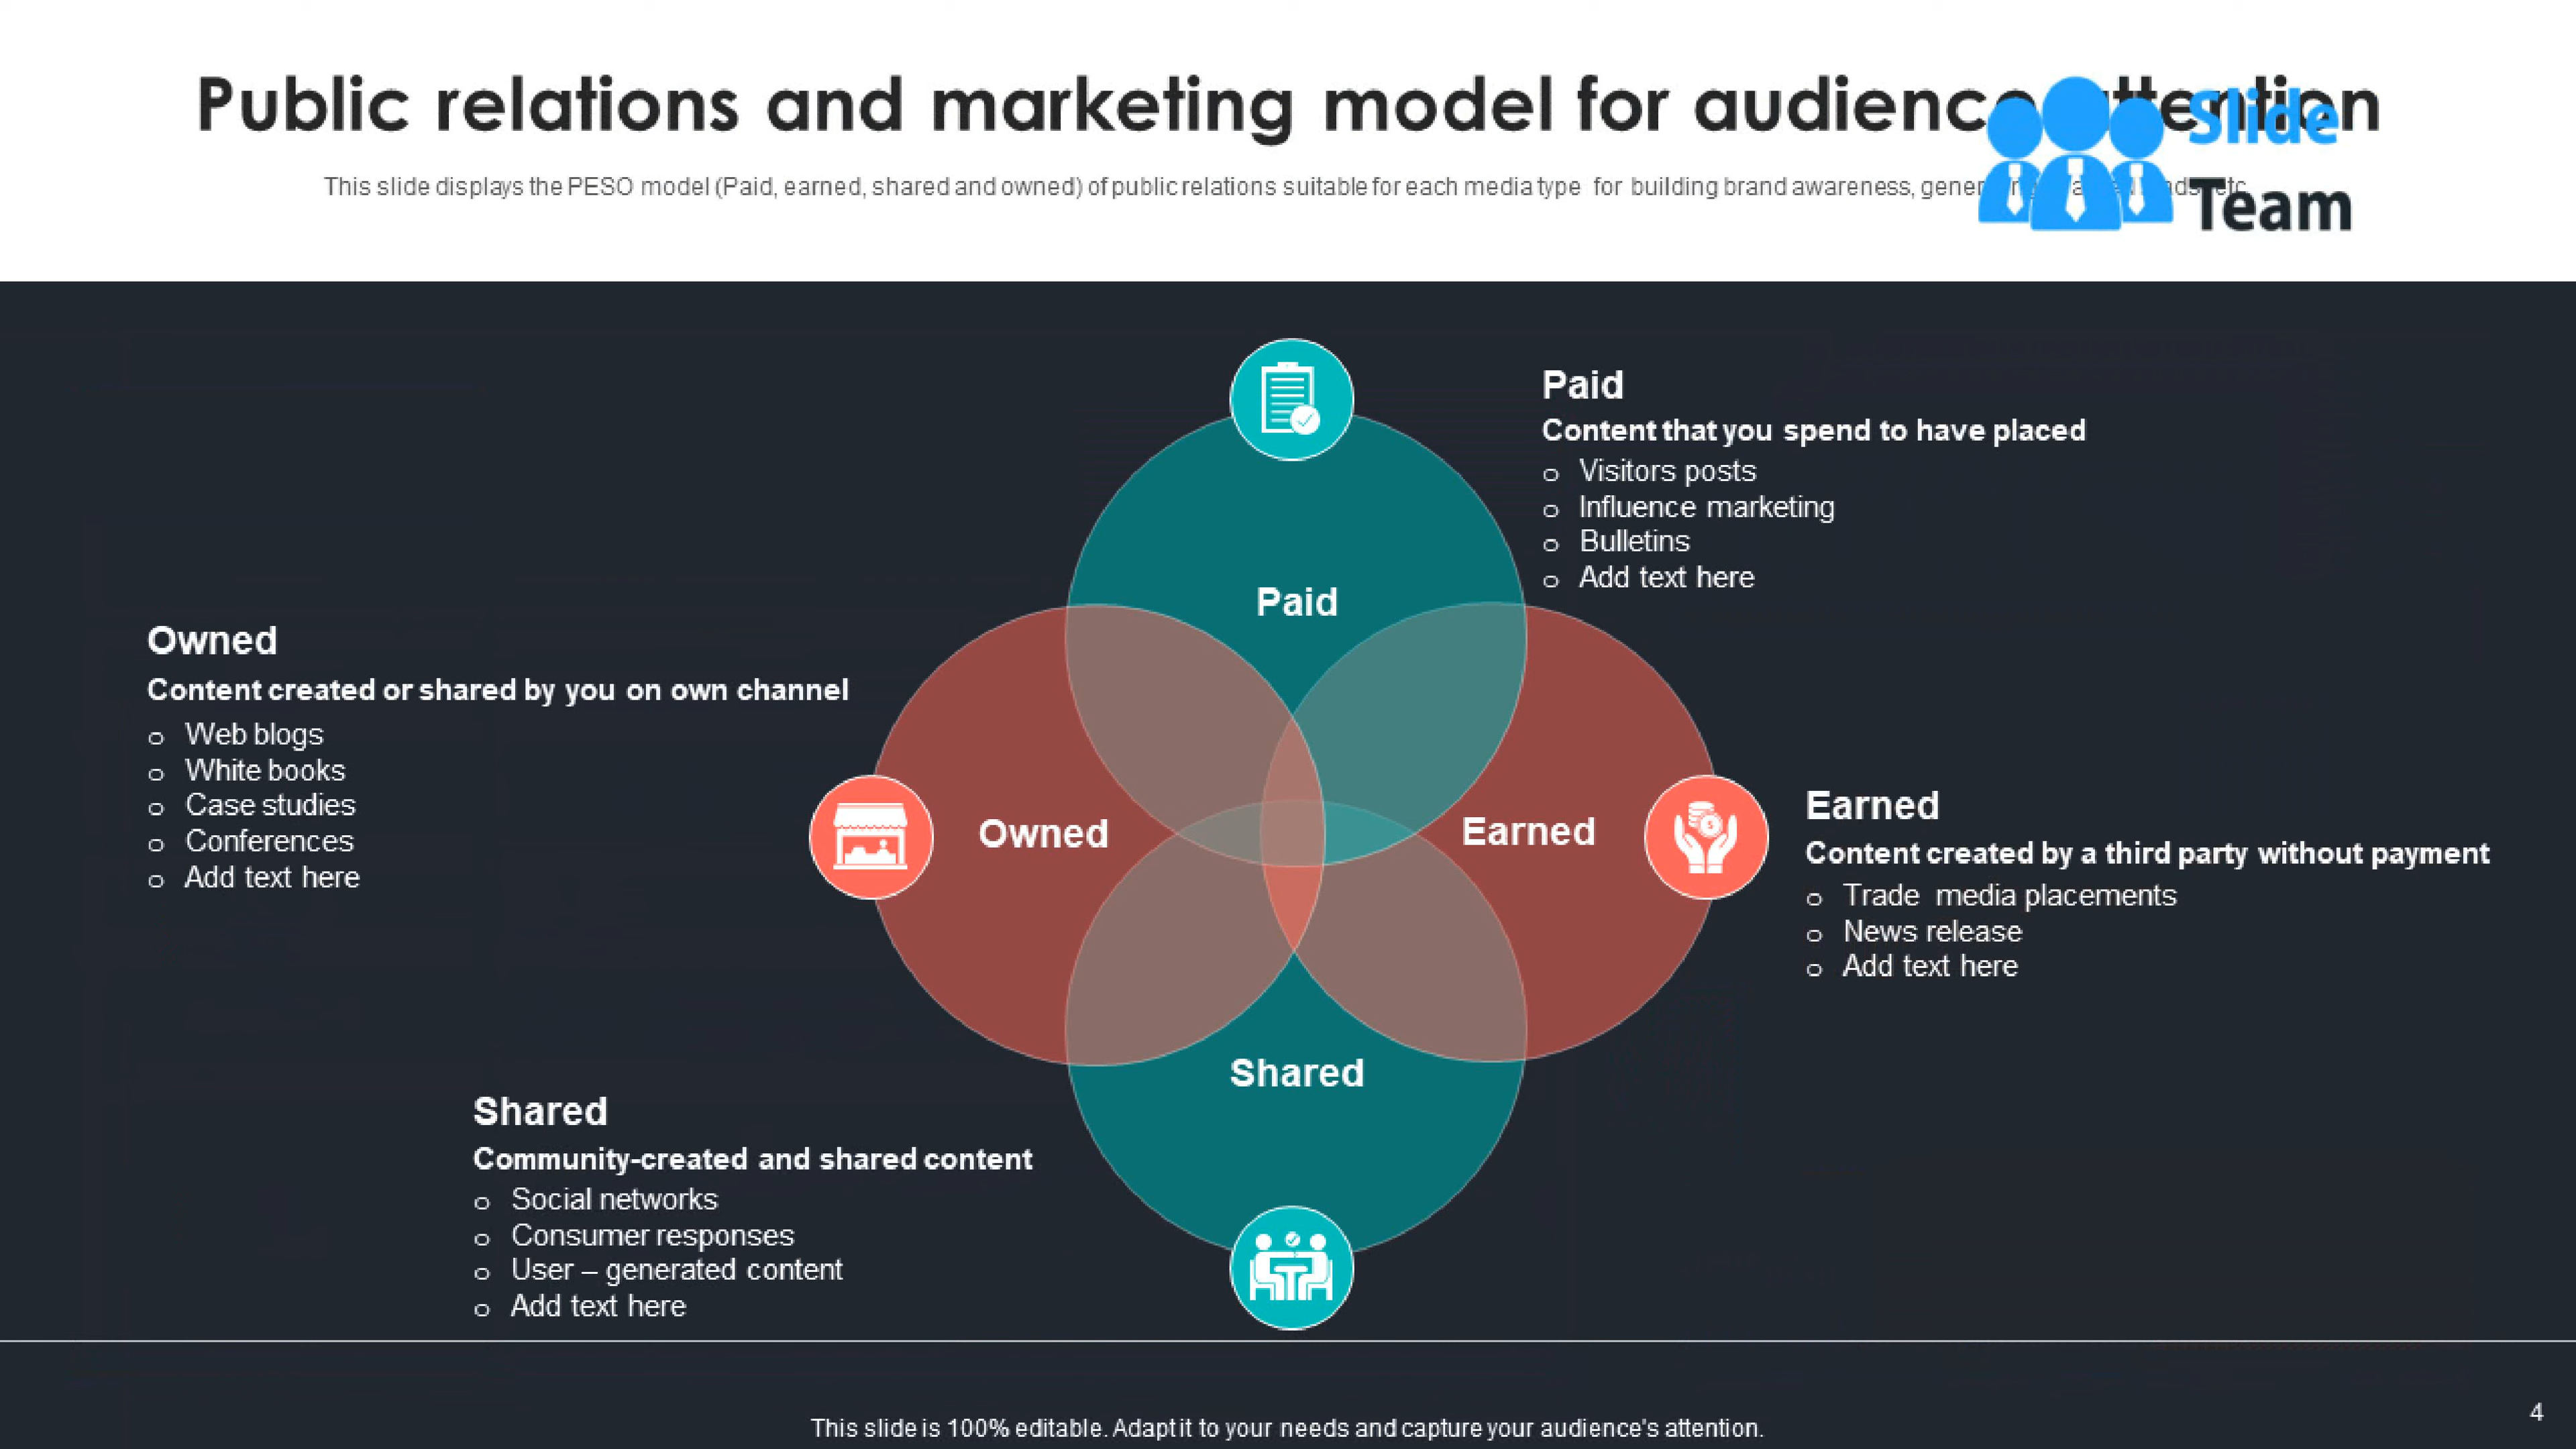 Public relations and marketing model for audience attention
This slide displays the PESO model (Paid, earned, shared and owned) of public relations suitable for each media type for building brand awareness, etc
Slide
Team
Paid
Content that you spend to have placed
o Visitors posts
o Influence marketing
o Bulletins
o Add text here
Paid
Owned
Content created or shared by you on own channel
o Web blogs
o White books
o Case studies
o Conferences
o Add text here
Owned
Earned
Earned
Content created by a third party without payment
o Trade media placements
o News release
o Add text here
Shared
Shared
Community-created and shared content
o Social networks
o Consumer responses
o User – generated content
o Add text here
This slide is 100% editable. Adapt it to your needs and capture your audience's attention.
4